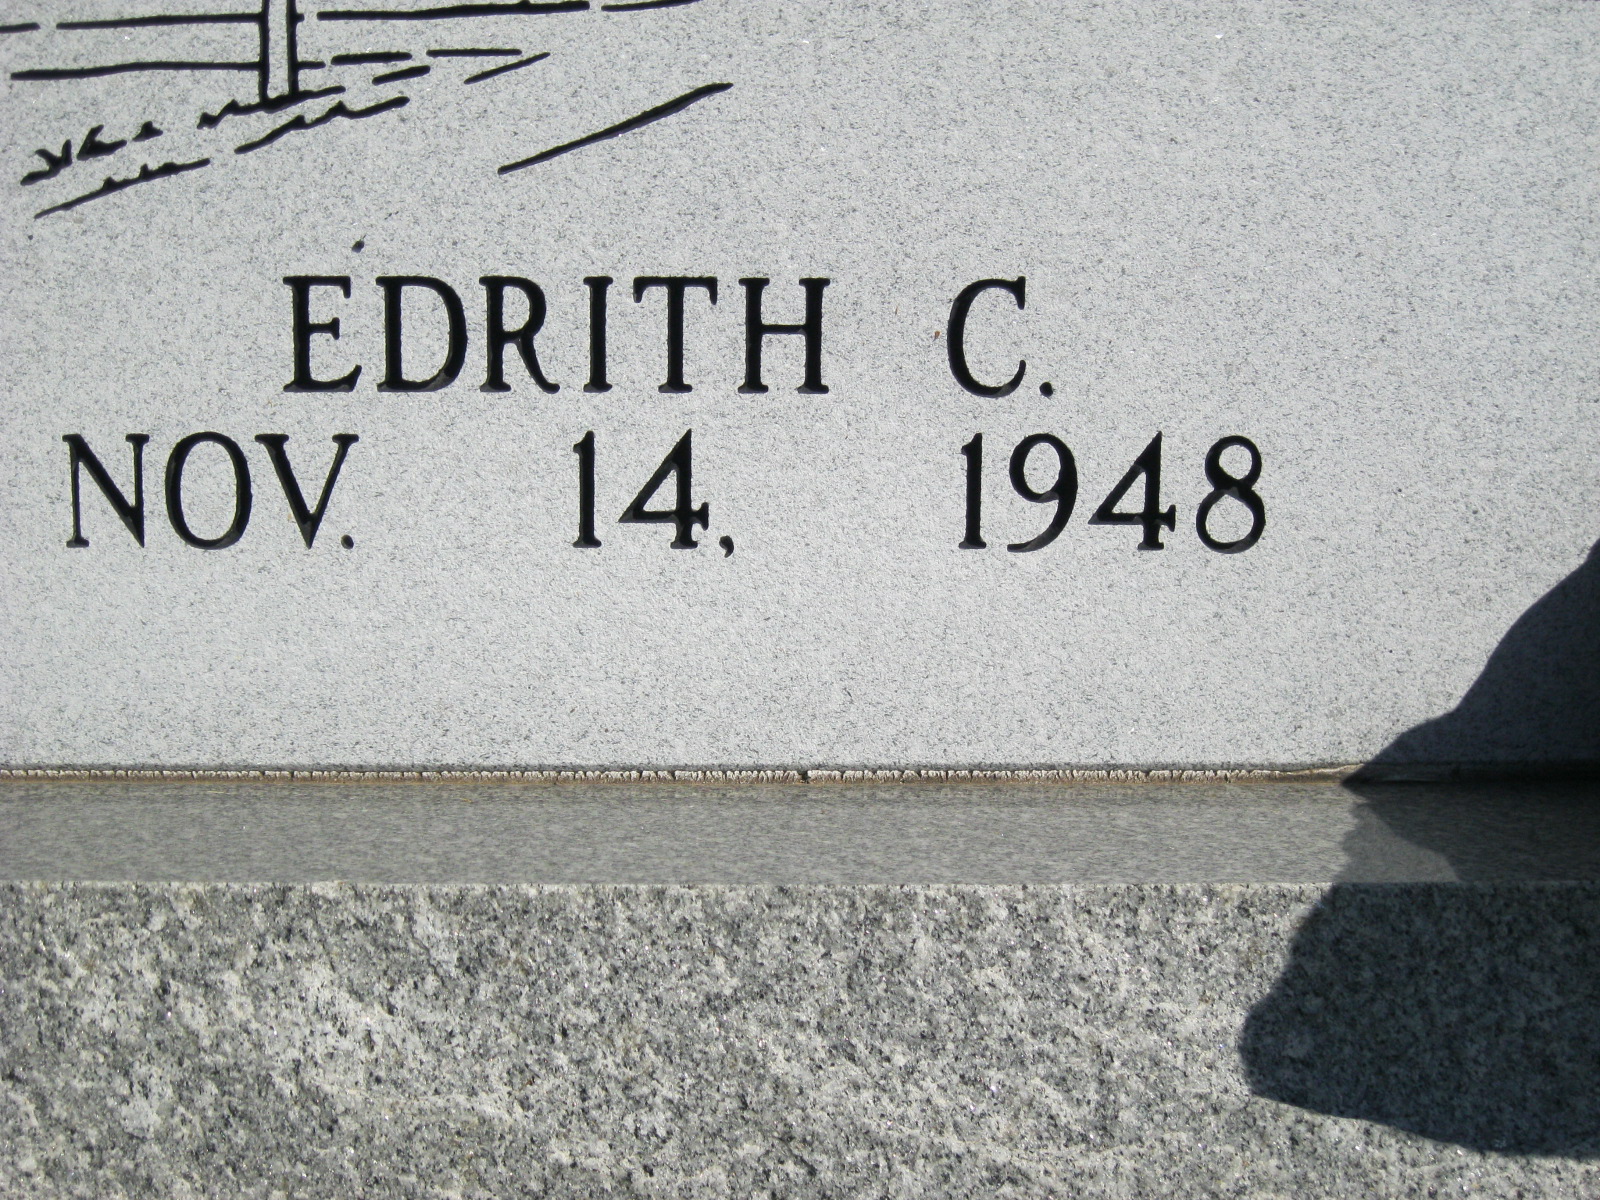 EDRITH C.
NOV. 14, 1948